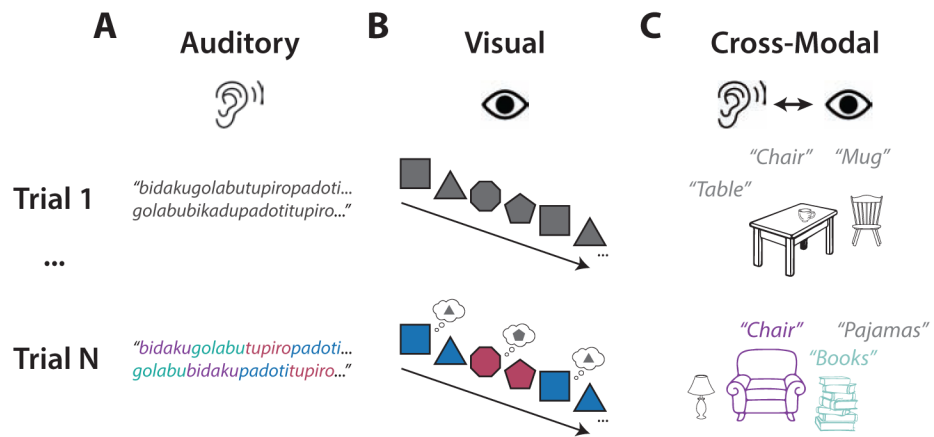 A
Auditory
B
Visual
C
Cross-Modal
Trial 1
“bidakugolabutupiropadoti...
golabubikadupadotitupiro...”
...
“Chair”
“Mug”
“Table”
...
Trial N
“bidakugolabutupiropadoti...
golabubidakupadotitupiro...”
...
“Chair”
“Pajamas”
“Books”